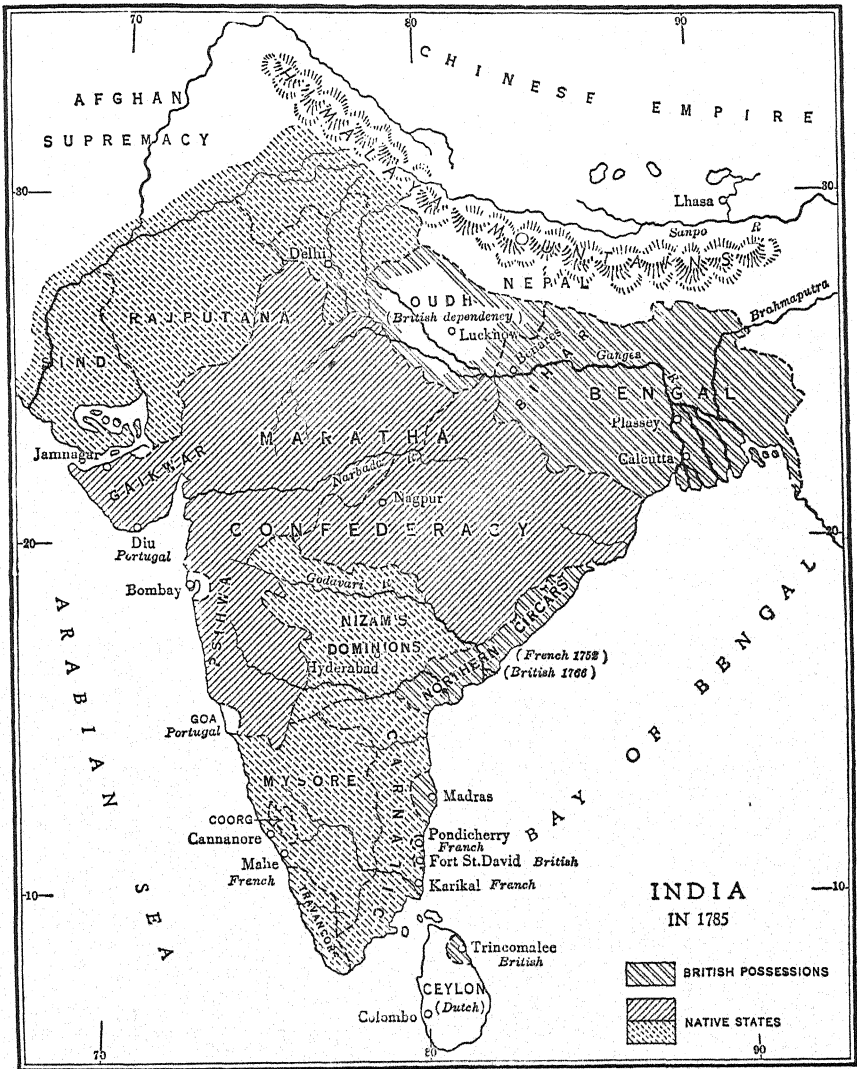 70
80
90
CHINESE EMPIRE
AFGHAN
SUPREMACY
HIMALAYA MOUNTAINS
30
30
Lhasa
Sanpo R
Delhi
NEPAL
OUDH
(British dependency)
Lucknow
Brahmaputra
RAJPUTANA
Benares
BIHAR
Ganges
SIND
BENGAL
Plassey
MARATHA
Jamnagar
GAIKWAR
Calcutta
Narbada R.
Nagpur
CONFEDERACY
20
20
Diu
Portugal
Godavari R.
Bombay
NIZAM'S
DOMINIONS
Hyderabad
PSIHWA
NORTHERN CIRCARS
(French 1752)
(British 1766)
ARABIAN SEA
BAY OF BENGAL
GOA
Portugal
MYSORE
CARNATIC
Madras
COORG
Cannanore
Pondicherry
Franch
Fort St.David British
Mahe
French
Karikal French
TRAVANCORE
10
10
INDIA
IN 1785
Trincomalee
British
BRITISH POSSESSIONS
CEYLON
(Dutch)
Colombo
NATIVE STATES
80
90